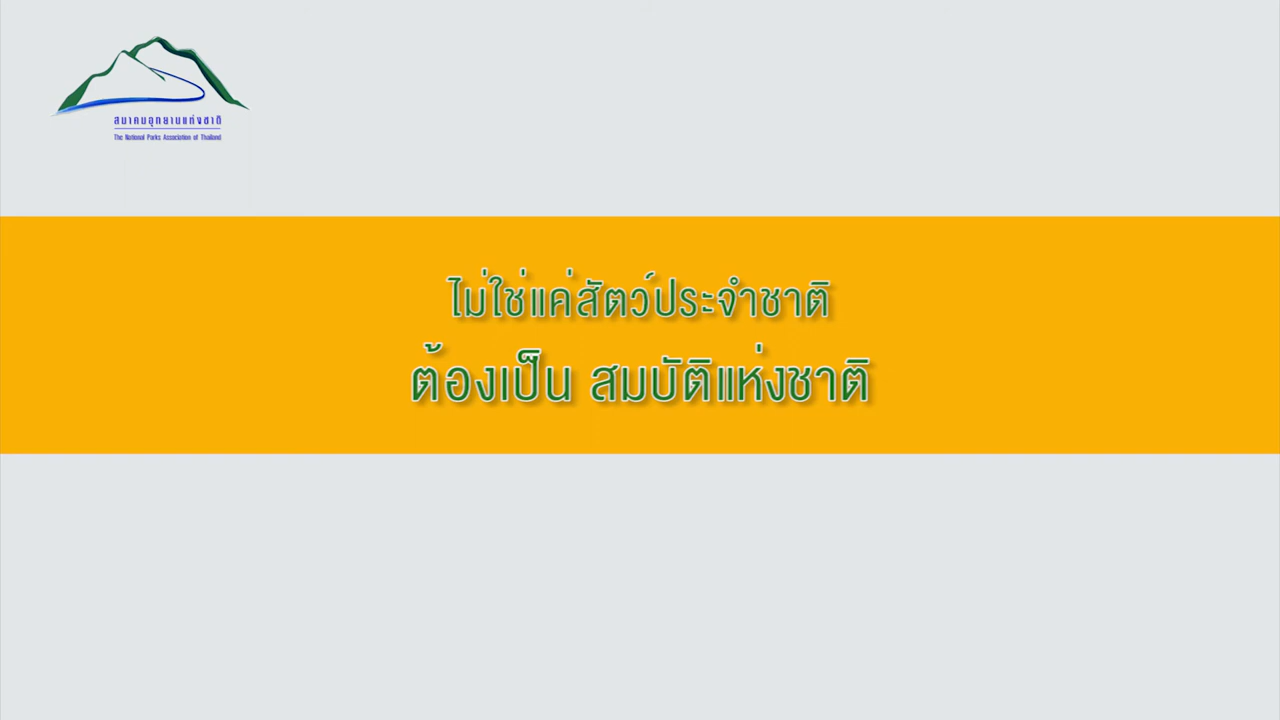 สมาคมอุทยานแห่งชาติ
The National Parks Association of Thailand
ไม่ใช่แค่สัตว์ประจำชาติ
ต้องเป็น สมบัติแห่งชาติ